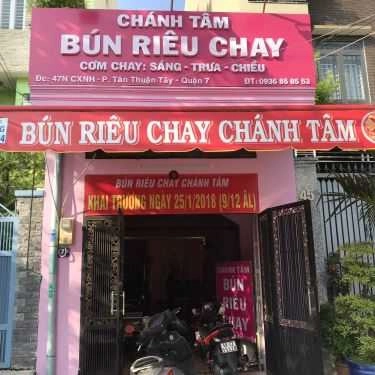 CHÁNH TÂM
BÚN RIÊU CHAY
CƠM CHAY: SÁNG - TRƯA - CHIỀU
Đc: 47N CXNH - P. Tân Thuận Tây - Quận 7 ĐT: 0936 85 85 53
BÚN RIÊU CHAY CHÁNH TÂM
BÚN RIÊU CHAY CHÁNH TÂM
KHAI TRƯƠNG NGÀY 25/1/2018 (9/12 ÂL)
45
CHÁNH TÂM
BÚN
RIÊU
CHAY